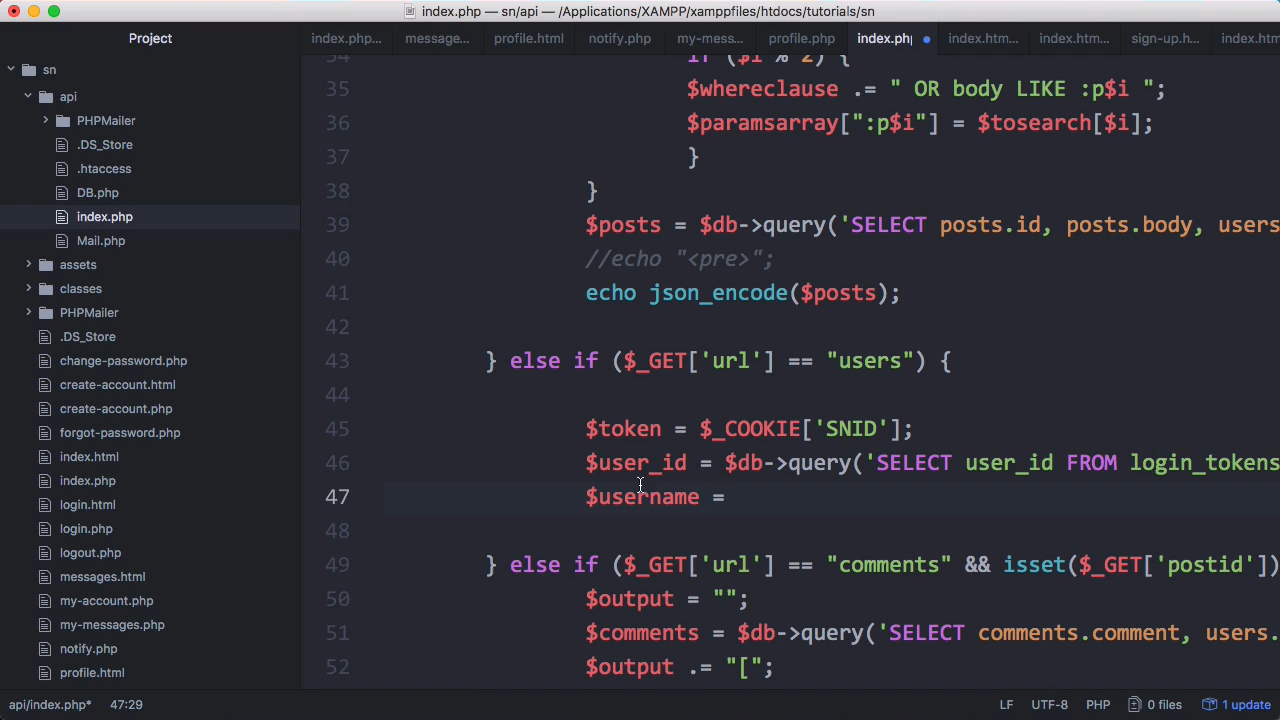 index.php — sn/api — /Applications/XAMPP/xamppfiles/htdocs/tutorials/sn
Project
index.php... message... profile.html notify.php my-mess... profile.php index.ph index.htm... index.htm... sign-up.h... index.htm
sn
api
PHPMailer
.DS_Store
.htaccess
DB.php
index.php
Mail.php
assets
classes
PHPMailer
.DS_Store
change-password.php
create-account.html
create-account.php
forgot-password.php
index.html
index.php
login.html
login.php
logout.php
messages.html
my-account.php
my-messages.php
notify.php
profile.html
34 if ($i % 2) {
35 $whereclause .= " OR body LIKE :p$i ";
36 $paramsarray[":p$i"] = $tosearch[$i];
37 }
38 }
39 $posts = $db->query('SELECT posts.id, posts.body, users
40 //echo "<pre>";
41 echo json_encode($posts);
42
43 } else if ($_GET['url'] == "users") {
44
45 $token = $_COOKIE['SNID'];
46 $user_id = $db->query('SELECT user_id FROM login_tokens
47 $username =
48
49 } else if ($_GET['url'] == "comments" && isset($_GET['postid'])
50 $output = "";
51 $comments = $db->query('SELECT comments.comment, users.
52 $output .= "[";
api/index.php* 47:29 LF UTF-8 PHP 0 files 1 update